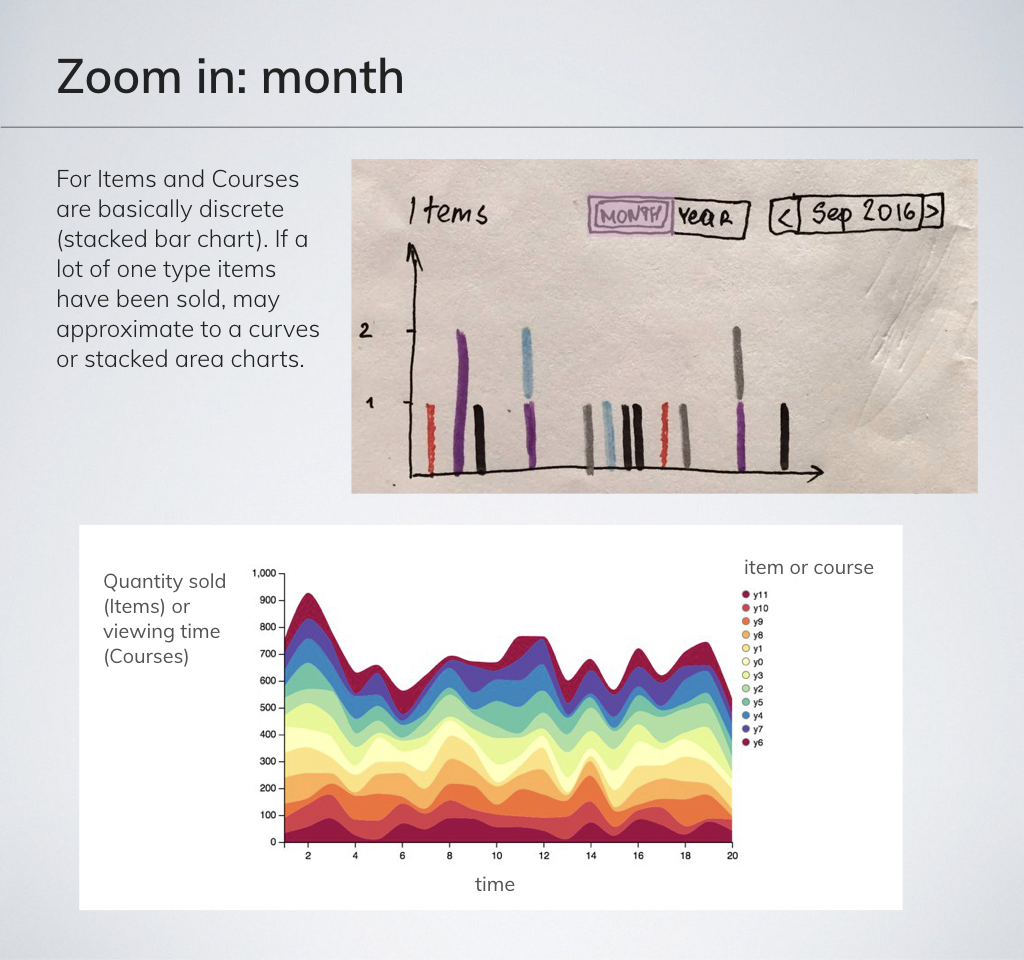 Zoom in: month
For Items and Courses
are basically discrete
(stacked bar chart). If a
lot of one type items
have been sold, may
approximate to a curves
or stacked area charts.
Items
MONTH YEAR
< Sep 2016 >
2
1
Quantity sold
(Items) or
viewing time
(Courses)
1,000
900
800
700
600
500
400
300
200
100
0
2 4 6 8 10 12 14 16 18 20
time
item or course
y11
y10
y9
y8
y1
y0
y3
y2
y5
y4
y7
y6